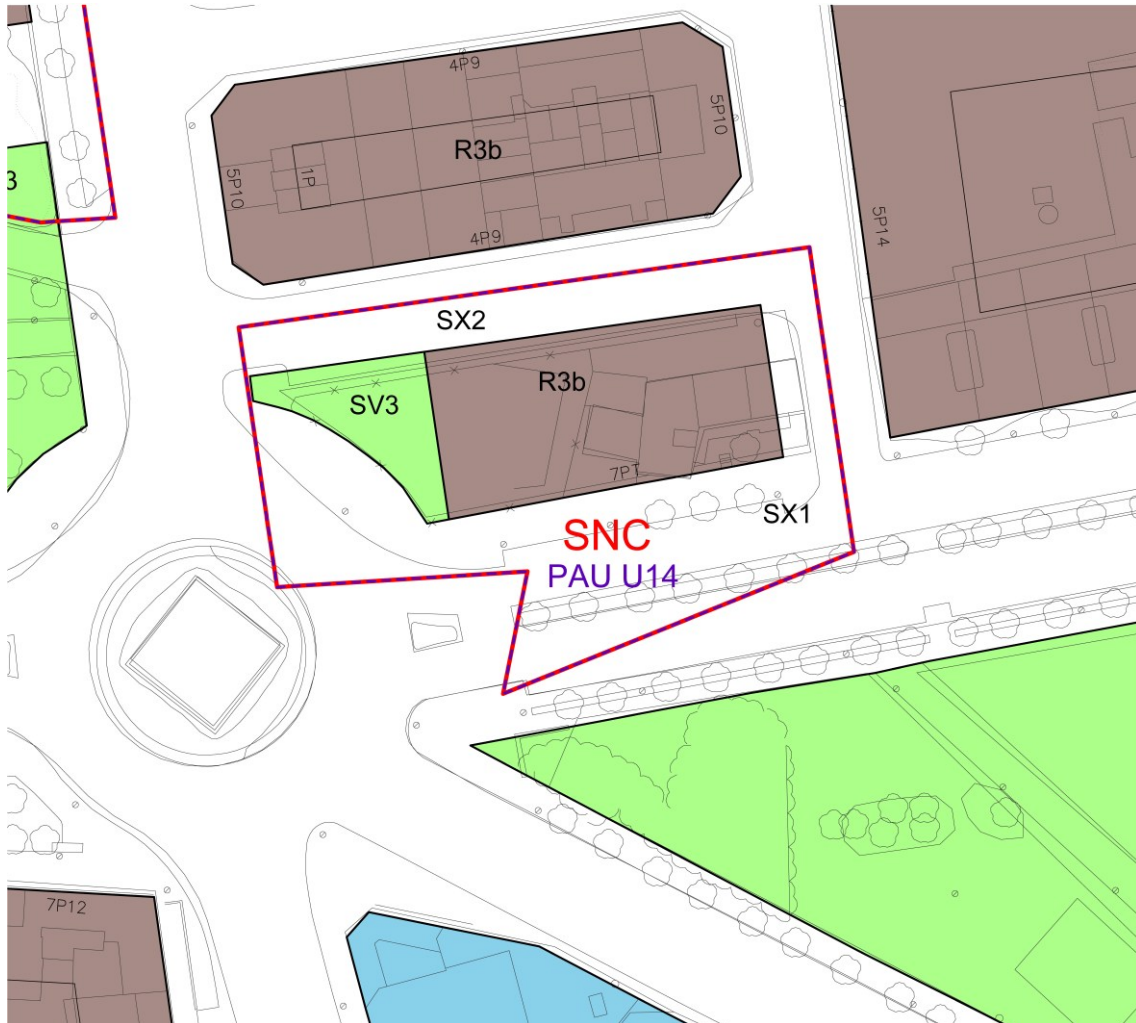 4P9
5P10
R3b
5P10
1P
3
4P9
5P14
SX2
R3b
SV3
7PT
SX1
SNC
PAU U14
7P12